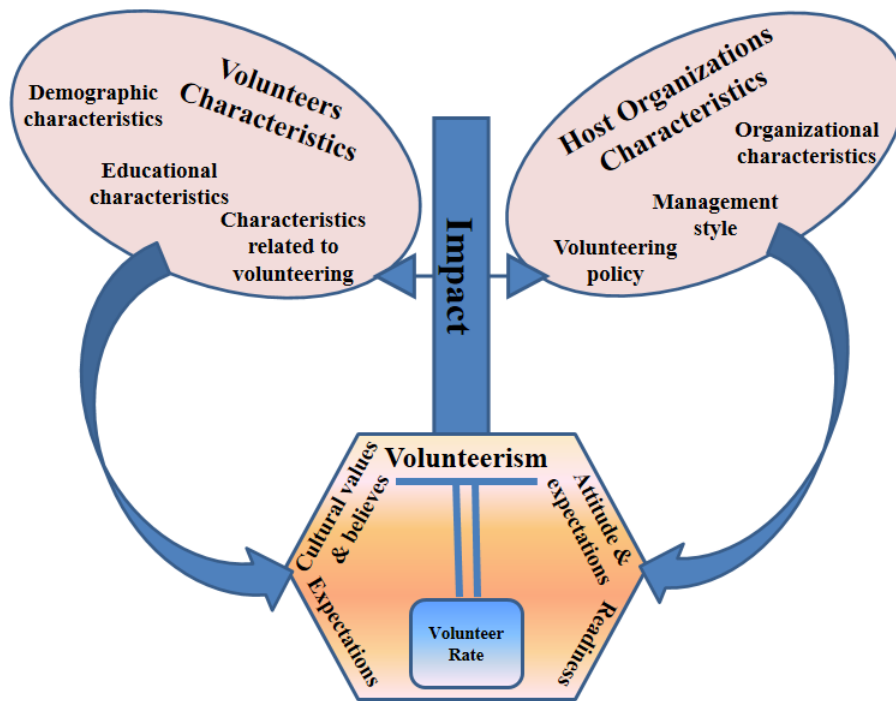 Volunteers
Characteristics
Demographic
characteristics
Educational
characteristics
Characteristics
related to
volunteering
Host Organizations
Characteristics
Organizational
characteristics
Management
style
Volunteering
policy
Impact
Volunteerism
Cultural values
& believes
Expectations
Attitude &
expectations
Readiness
Volunteer
Rate